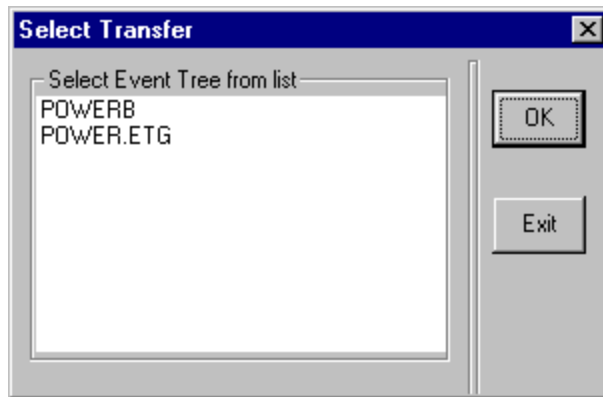 Select Transfer
Select Event Tree from list
POWERB
POWER.ETG
OK
Exit